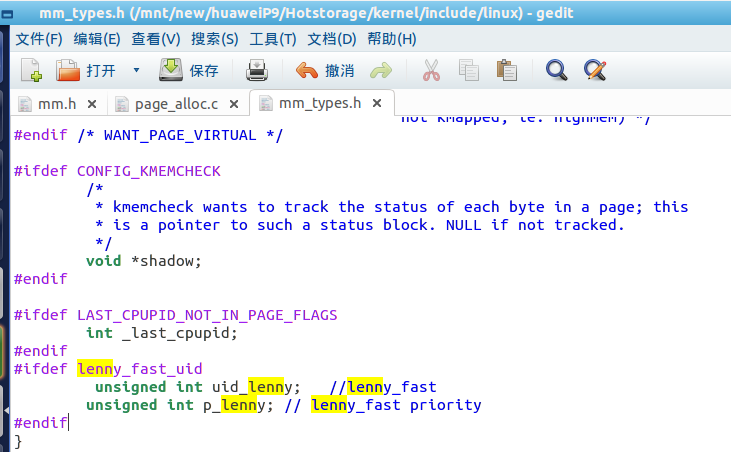 mm_types.h (/mnt/new/huaweiP9/Hotstorage/kernel/include/linux) - gedit
文件(F) 编辑(E) 查看(V) 搜索(S) 工具(T) 文档(D) 帮助(H)
打开 保存 撤消
mm.h × page_alloc.c × mm_types.h ×
not kmapped, ie. highmem) */
#endif /* WANT_PAGE_VIRTUAL */
#ifdef CONFIG_KMEMCHECK
/*
* kmemcheck wants to track the status of each byte in a page; this
* is a pointer to such a status block. NULL if not tracked.
*/
void *shadow;
#endif
#ifdef LAST_CPUPID_NOT_IN_PAGE_FLAGS
int _last_cpupid;
#endif
#ifdef lenny_fast_uid
unsigned int uid_lenny; //lenny_fast
unsigned int p_lenny; // lenny_fast priority
#endif
}